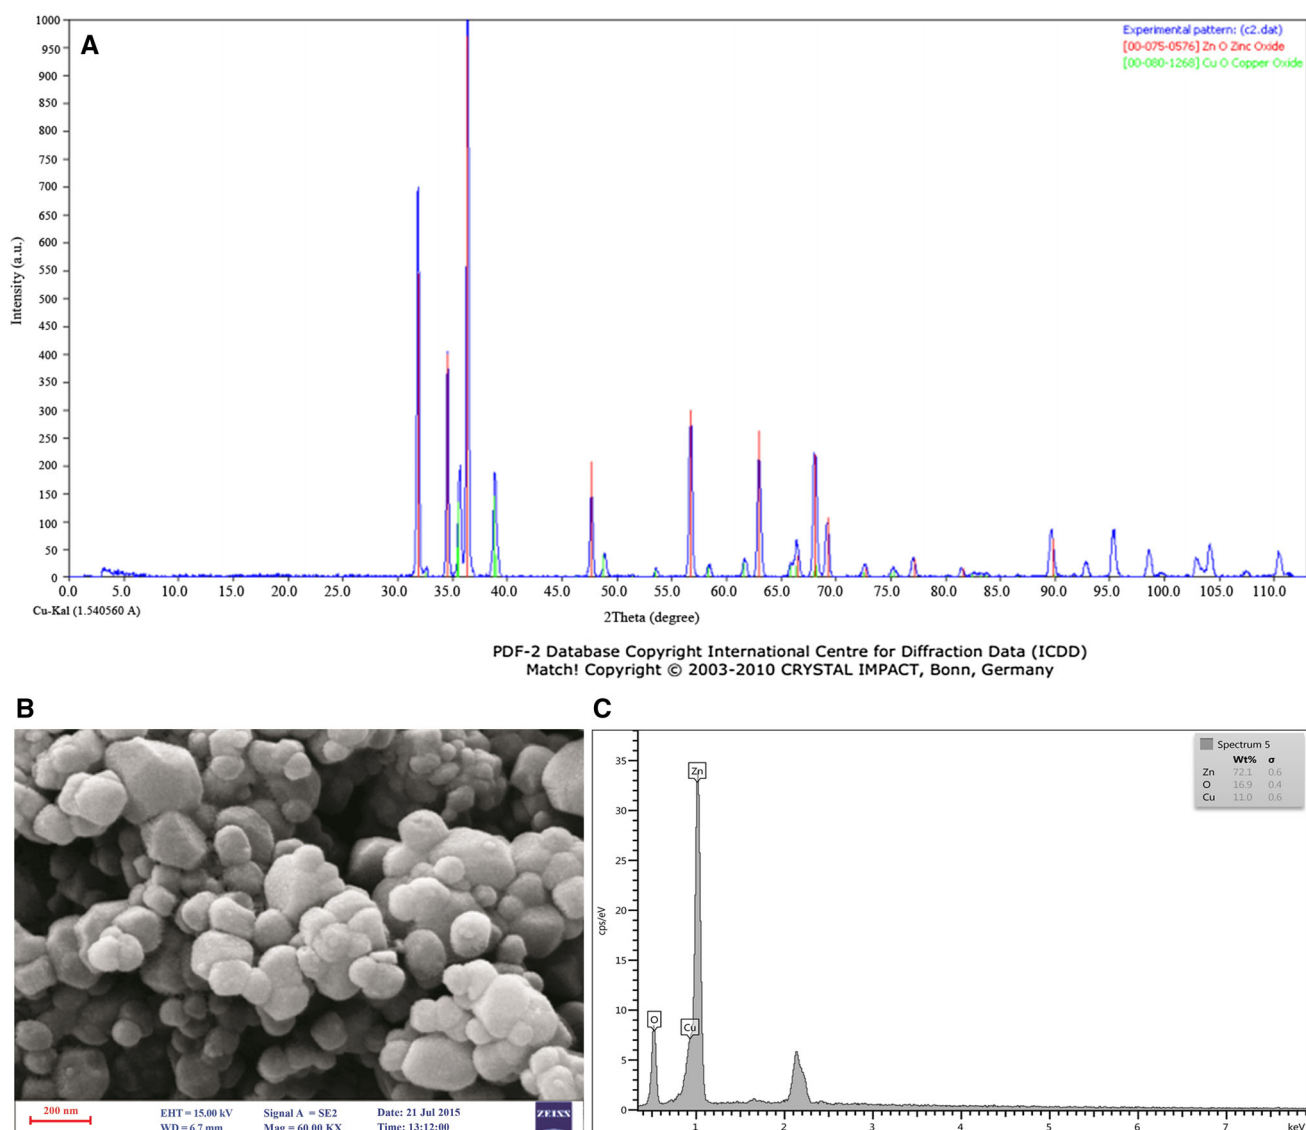 A
Experimental pattern: (c2.dat)
[00-075-0576] Zn O Zinc Oxide
[00-080-1268] Cu O Copper Oxide
Intensity (a.u.)
1000
950
900
850
800
750
700
650
600
550
500
450
400
350
300
250
200
150
100
50
0
0.0 5.0 10.0 15.0 20.0 25.0 30.0 35.0 40.0 45.0 50.0 55.0 60.0 65.0 70.0 75.0 80.0 85.0 90.0 95.0 100.0 105.0 110.0
Cu-Kal (1.540560 A)
2Theta (degree)
PDF-2 Database Copyright International Centre for Diffraction Data (ICDD)
Match! Copyright © 2003-2010 CRYSTAL IMPACT, Bonn, Germany
B
200 nm
EHT = 15.00 kV
Signal A = SE2
Date: 21 Jul 2015
ZEISS
WD = 6.7 mm
Mag = 60.00 KX
Time: 13:12:00
C
Spectrum 5
Wt% σ
Zn 72.1 0.6
O 16.9 0.4
Cu 11.0 0.6
cps/eV
35
30
25
20
15
10
5
0
Zn
O
Cu
1 2 3 4 5 6 7 keV